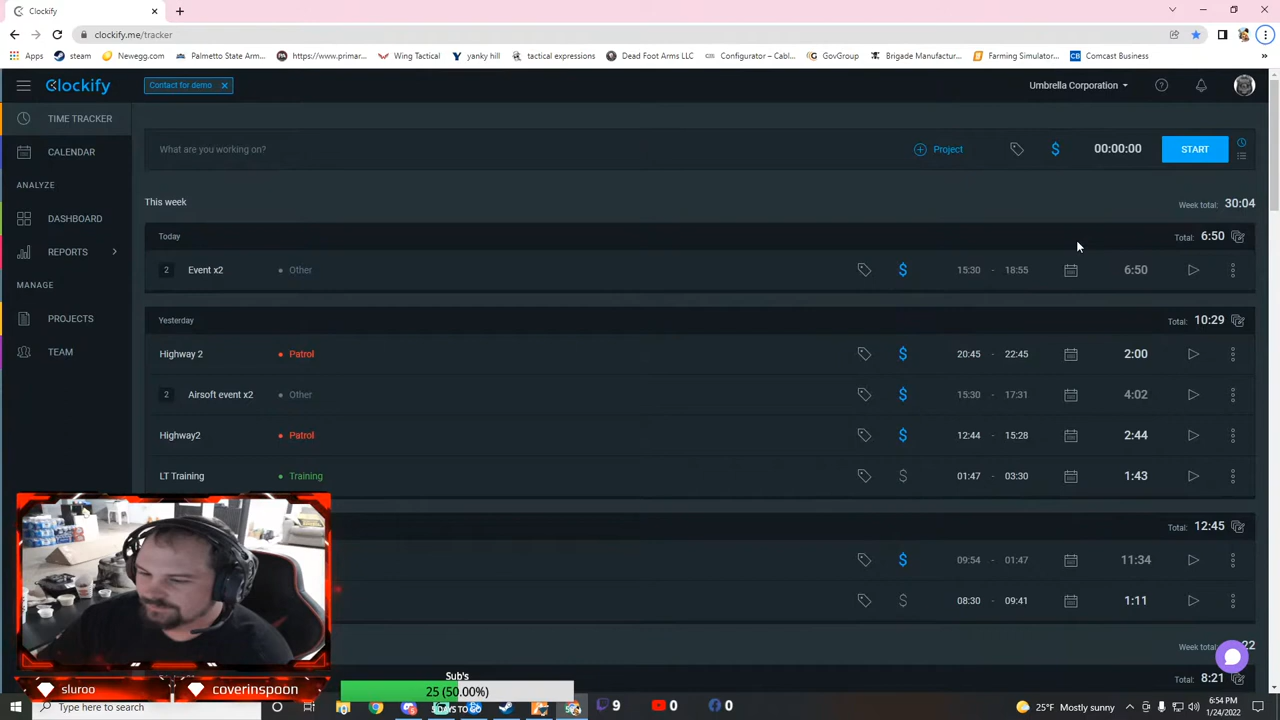 Clockify
clockify.me/tracker
Apps
steam
Newegg.com
Palmetto State Arm...
https://www.primar...
Wing Tactical
yanky hill
tactical expressions
Dead Foot Arms LLC
Configurator – Cabl...
GovGroup
Brigade Manufactur...
Farming Simulator...
Comcast Business
Clockify
Contact for demo
Umbrella Corporation
TIME TRACKER
CALENDAR
ANALYZE
DASHBOARD
REPORTS
MANAGE
PROJECTS
TEAM
What are you working on?
Project
00:00:00
START
This week
Week total: 30:04
Today
Total: 6:50
2 Event x2 Other 15:30 - 18:55 6:50
Yesterday
Total: 10:29
Highway 2 Patrol 20:45 - 22:45 2:00
2 Airsoft event x2 Other 15:30 - 17:31 4:02
Highway2 Patrol 12:44 - 15:28 2:44
LT Training Training 01:47 - 03:30 1:43
Total: 12:45
09:54 - 01:47 11:34
08:30 - 09:41 1:11
Week total:
22
8:21
sluroo
coverinspoon
Sub's
25 (50.00%)
Type here to search
9
0
0
25°F Mostly sunny
6:54 PM
1/24/2022